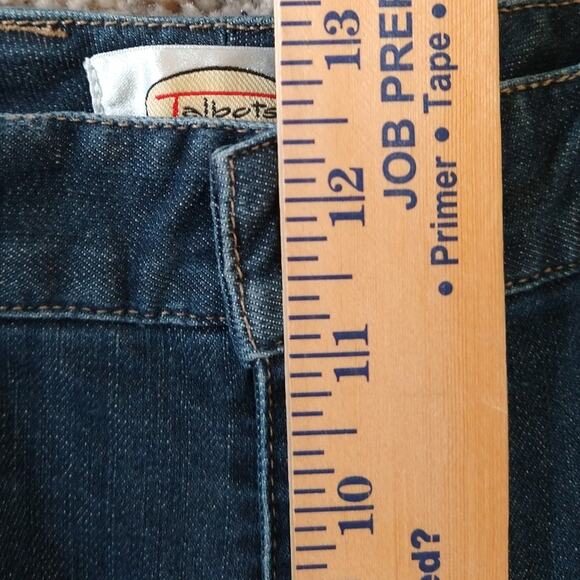 Talbots
13
12
11
10
JOB PRE
• Primer • Tape •
ed?